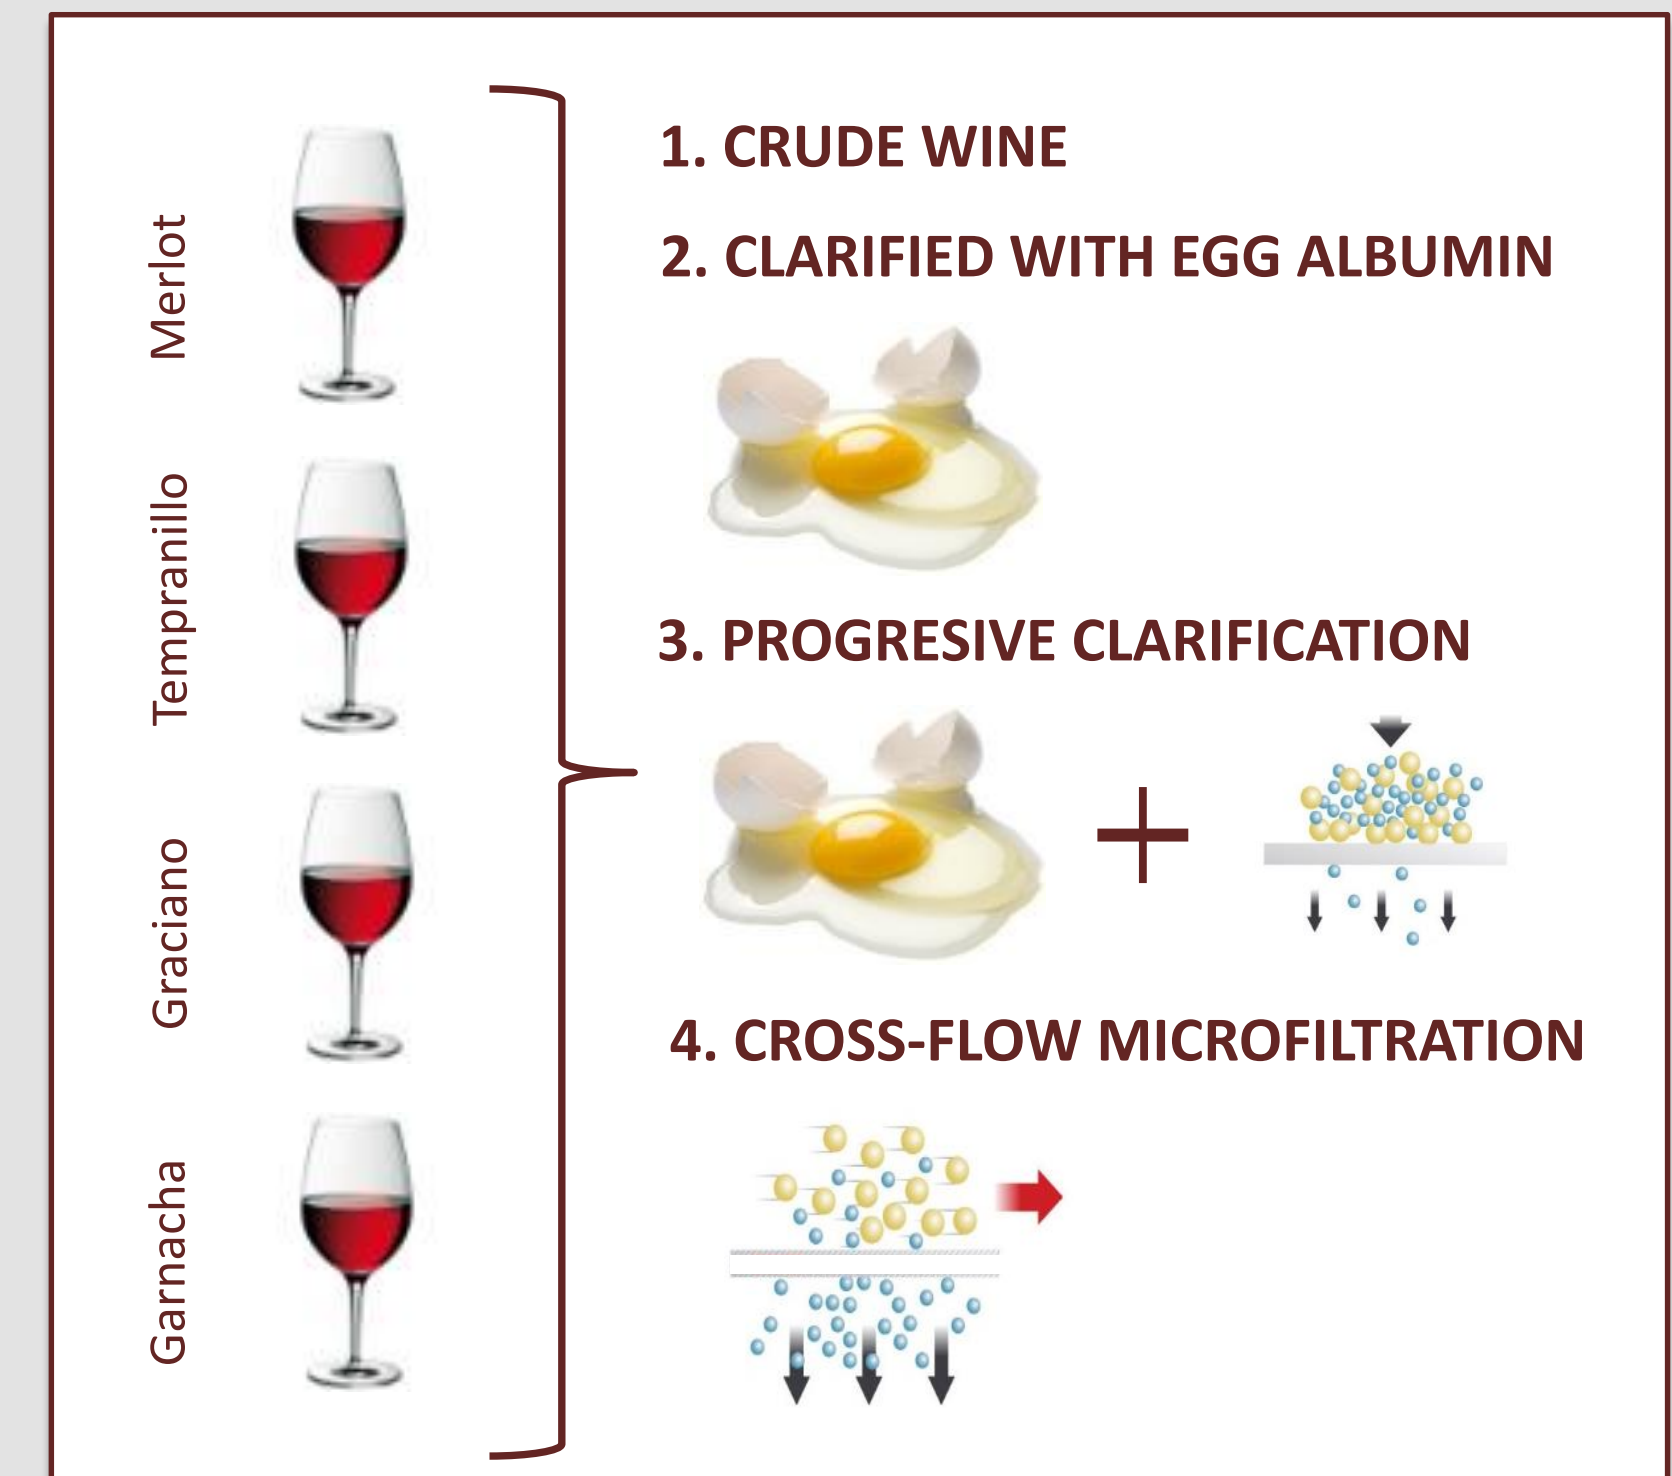 Merlot
Tempranillo
Graciano
Garnacha
1. CRUDE WINE
2. CLARIFIED WITH EGG ALBUMIN
3. PROGRESIVE CLARIFICATION
4. CROSS-FLOW MICROFILTRATION